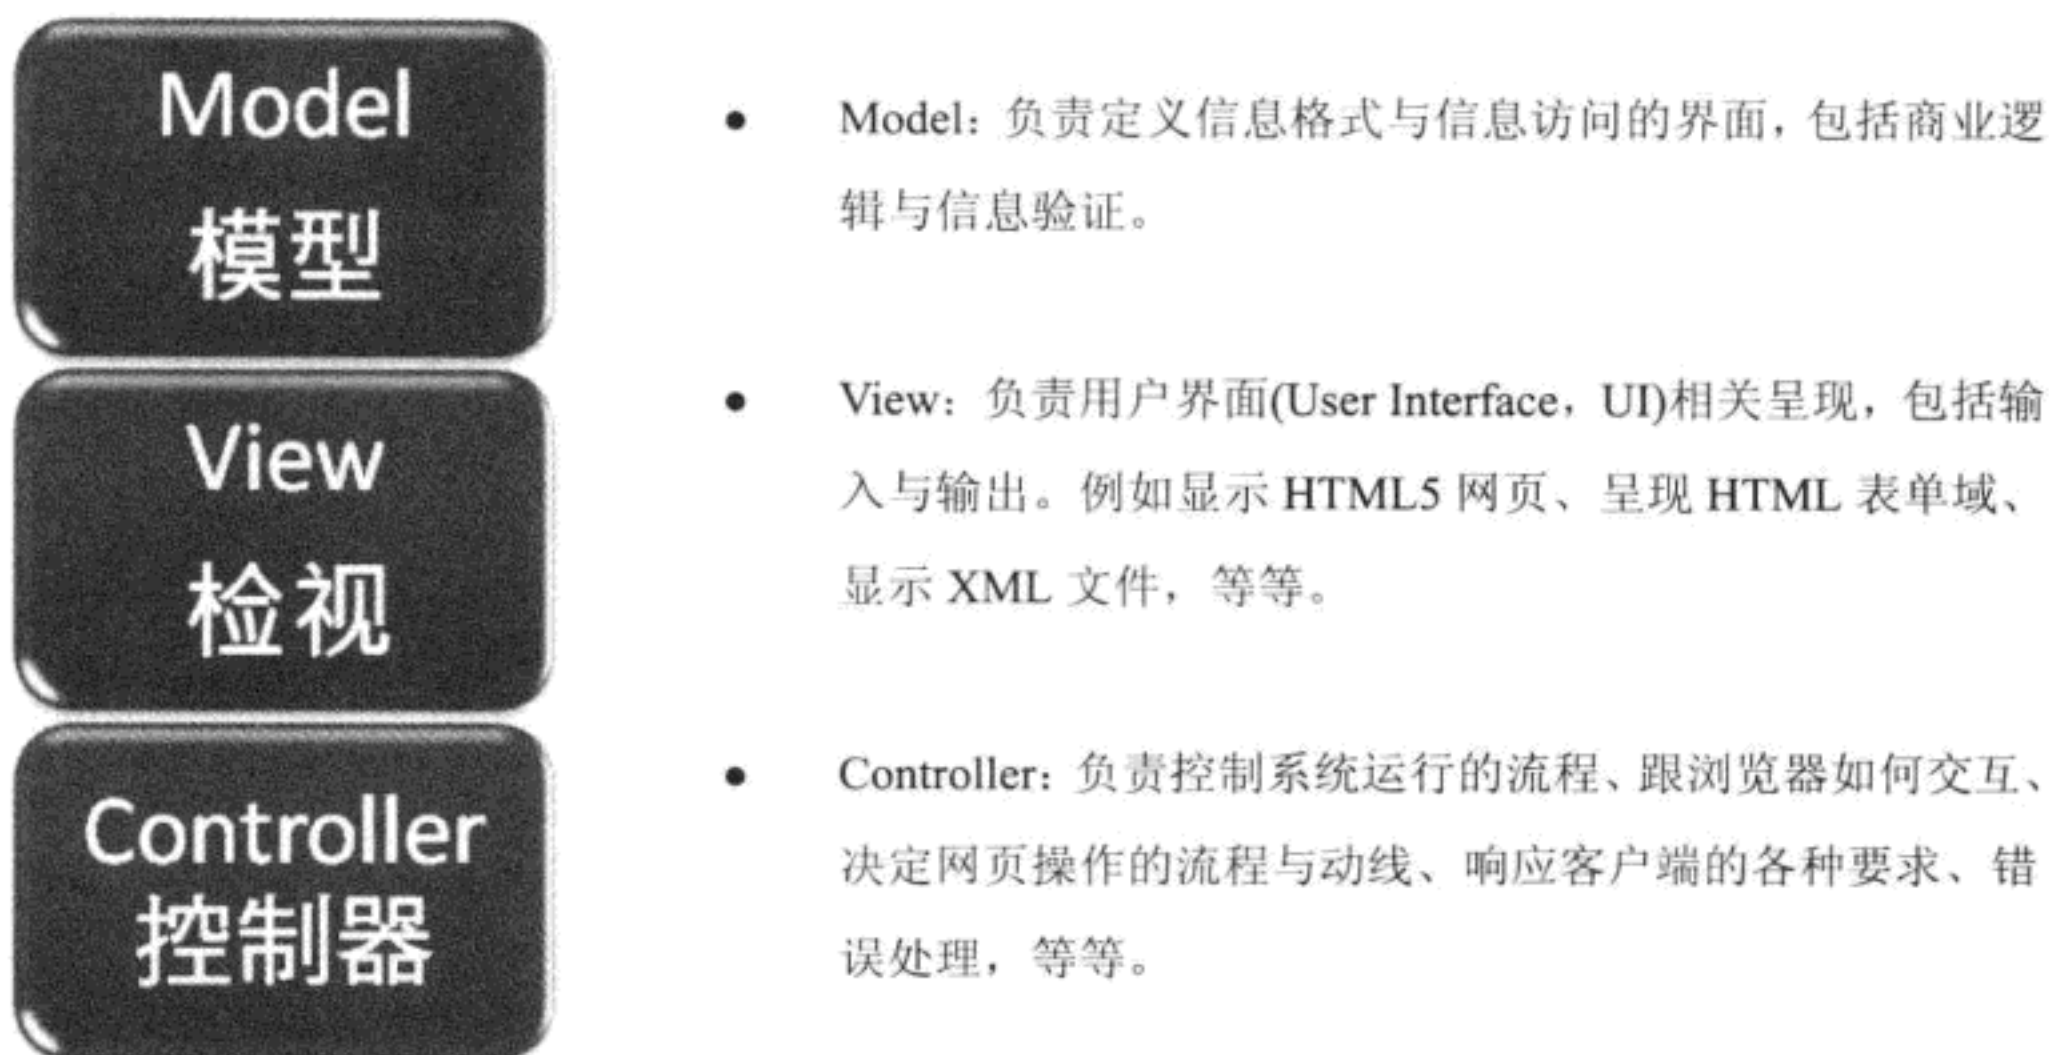 Model
模型
• Model：负责定义信息格式与信息访问的界面，包括商业逻
辑与信息验证。
View
检视
• View：负责用户界面(User Interface，UI)相关呈现，包括输
入与输出。例如显示 HTML5 网页、呈现 HTML 表单域、
显示 XML 文件，等等。
Controller
控制器
• Controller：负责控制系统运行的流程、跟浏览器如何交互、
决定网页操作的流程与动线、响应客户端的各种要求、错
误处理，等等。